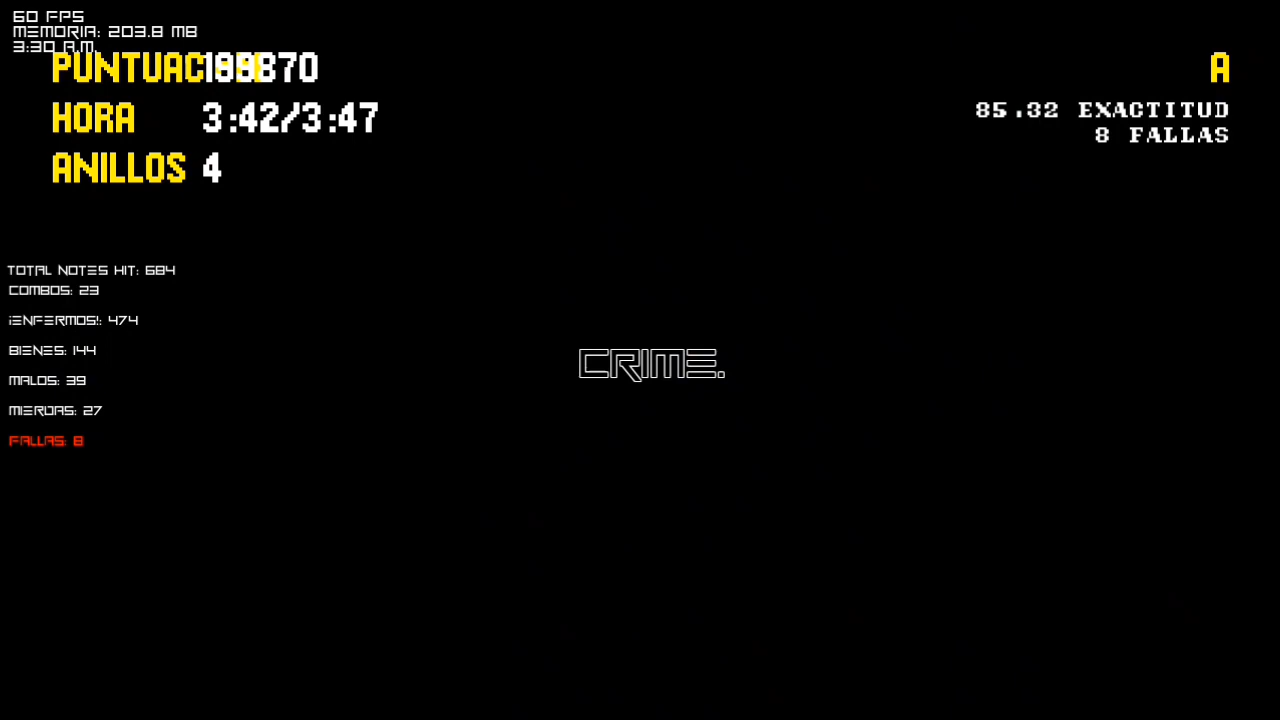 60 FPS
MEMORIA: 203.8 MB
3:30 A.M.
HORA 3:42/3:47
ANILLOS 4
A
85.32 EXACTITUD
8 FALLAS
TOTAL NOTES HIT: 684
COMBOS: 23
¡ENFERMOS!: 474
BIENES: 144
MALOS: 39
MIERDAS: 27
FALLAS: 8
CRIME.